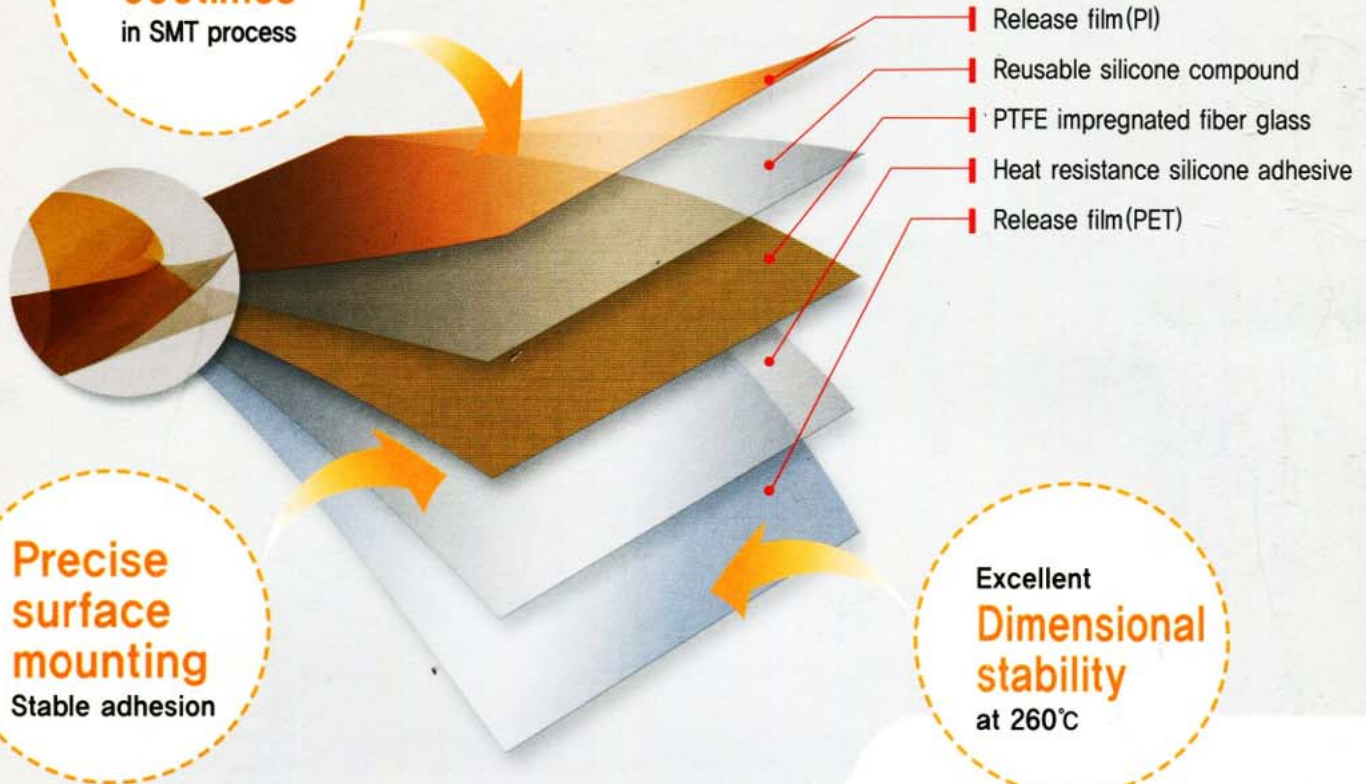 in SMT process
Release film(PI)
Reusable silicone compound
PTFE impregnated fiber glass
Heat resistance silicone adhesive
Release film(PET)
Precise
surface
mounting
Stable adhesion
Excellent
Dimensional
stability
at 260℃